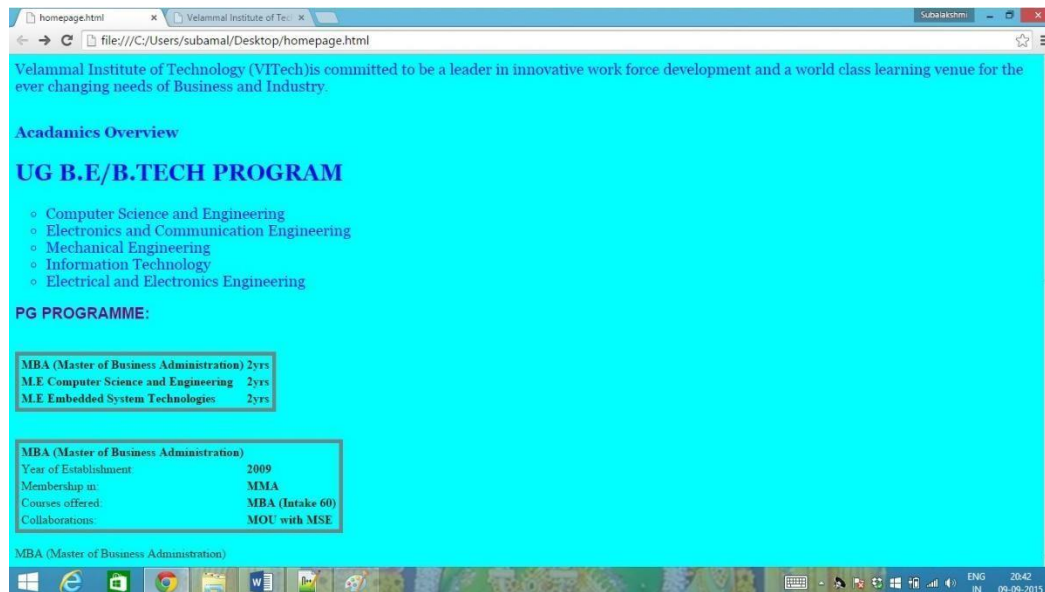 homepage.html
Velammal Institute of Tec
Subalakshmi
file:///C:/Users/subamal/Desktop/homepage.html
Velammal Institute of Technology (VITech)is committed to be a leader in innovative work force development and a world class learning venue for the
ever changing needs of Business and Industry.
Acadamics Overview
UG B.E/B.TECH PROGRAM
Computer Science and Engineering
Electronics and Communication Engineering
Mechanical Engineering
Information Technology
Electrical and Electronics Engineering
PG PROGRAMME:
MBA (Master of Business Administration) 2yrs
M.E Computer Science and Engineering 2yrs
M.E Embedded System Technologies 2yrs
MBA (Master of Business Administration)
Year of Establishment: 2009
Membership in: MMA
Courses offered: MBA (Intake 60)
Collaborations: MOU with MSE
MBA (Master of Business Administration)
ENG 20:42
IN 09-09-2015